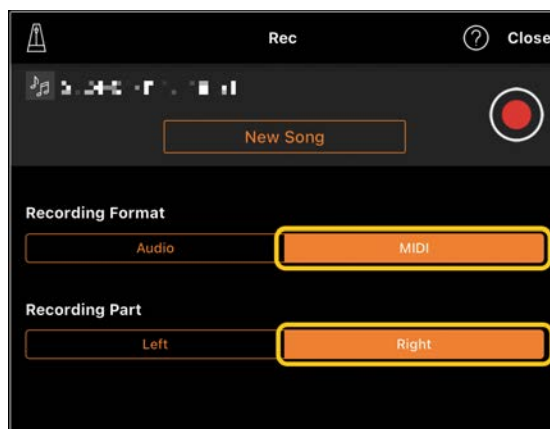 Rec
Close
New Song
Recording Format
Audio MIDI
Recording Part
Left Right